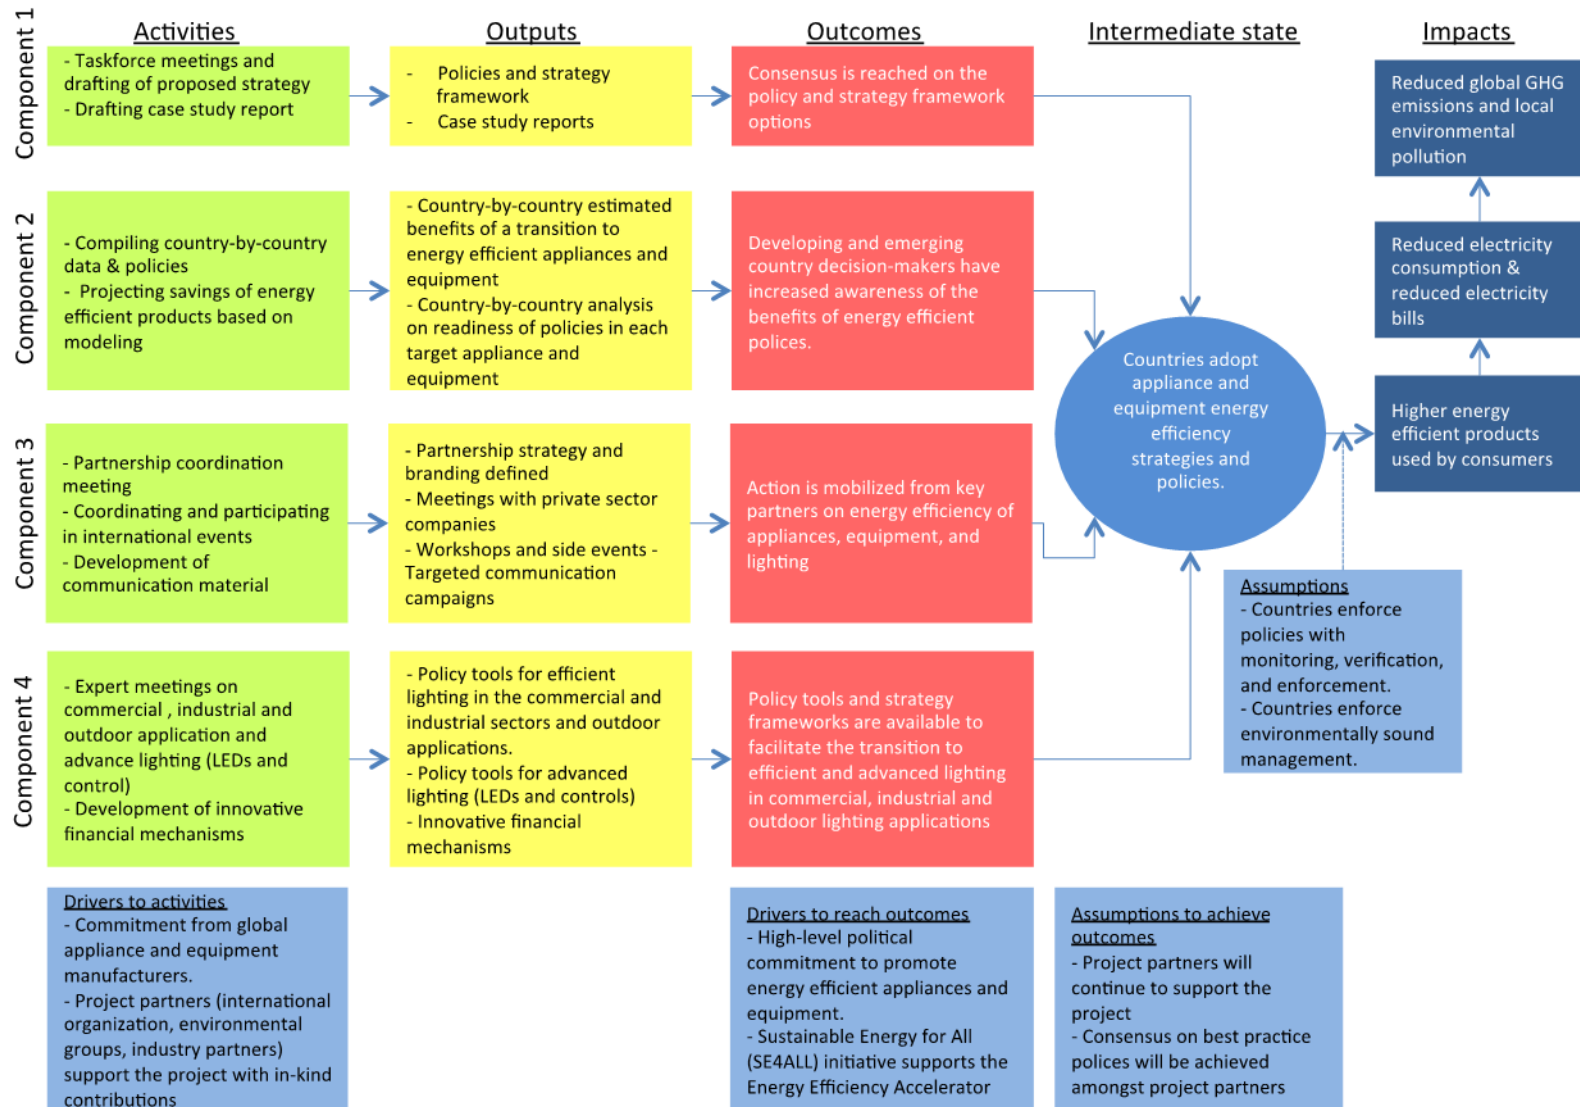 Activities
Outputs
Outcomes
Intermediate state
Impacts
Component 1
- Taskforce meetings and
drafting of proposed strategy
- Drafting case study report
- Policies and strategy
framework
- Case study reports
Consensus is reached on the
policy and strategy framework
options
Reduced global GHG
emissions and local
environmental
pollution
Component 2
- Compiling country-by-country
data & policies
- Projecting savings of energy
efficient products based on
modeling
- Country-by-country estimated
benefits of a transition to
energy efficient appliances and
equipment
- Country-by-country analysis
on readiness of policies in each
target appliance and
equipment
Developing and emerging
country decision-makers have
increased awareness of the
benefits of energy efficient
polices.
Reduced electricity
consumption &
reduced electricity
bills
Countries adopt
appliance and
equipment energy
efficiency
strategies and
policies.
Higher energy
efficient products
used by consumers
Component 3
- Partnership coordination
meeting
- Coordinating and participating
in international events
- Development of
communication material
- Partnership strategy and
branding defined
- Meetings with private sector
companies
- Workshops and side events -
Targeted communication
campaigns
Action is mobilized from key
partners on energy efficiency of
appliances, equipment, and
lighting
Assumptions
- Countries enforce
policies with
monitoring, verification,
and enforcement.
- Countries enforce
environmentally sound
management.
Component 4
- Expert meetings on
commercial , industrial and
outdoor application and
advance lighting (LEDs and
control)
- Development of innovative
financial mechanisms
- Policy tools for efficient
lighting in the commercial and
industrial sectors and outdoor
applications.
- Policy tools for advanced
lighting (LEDs and controls)
- Innovative financial
mechanisms
Policy tools and strategy
frameworks are available to
facilitate the transition to
efficient and advanced lighting
in commercial, industrial and
outdoor lighting applications
Drivers to activities
- Commitment from global
appliance and equipment
manufacturers.
- Project partners (international
organization, environmental
groups, industry partners)
support the project with in-kind
contributions
Drivers to reach outcomes
- High-level political
commitment to promote
energy efficient appliances and
equipment.
- Sustainable Energy for All
(SE4ALL) initiative supports the
Energy Efficiency Accelerator
Assumptions to achieve
outcomes
- Project partners will
continue to support the
project
- Consensus on best practice
polices will be achieved
amongst project partners